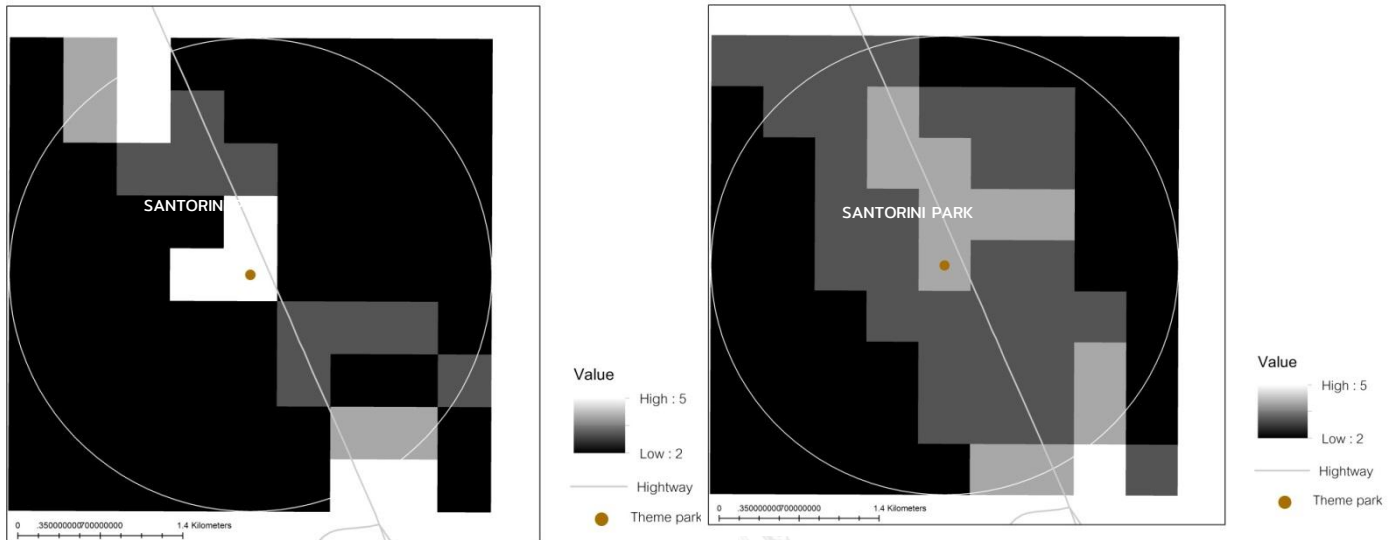 SANTORIN
Value
High : 5
Low : 2
Hightway
Theme park
0 .350000000700000000 1.4 Kilometers
SANTORINI PARK
Value
High : 5
Low : 2
Hightway
Theme park
0 .350000000700000000 1.4 Kilometers